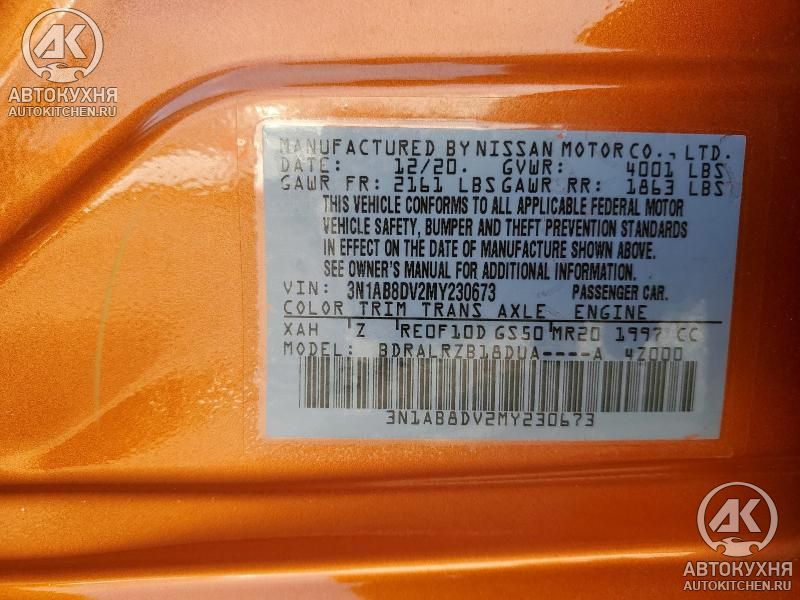 AK
АВТОКУХНЯ
AUTOKITCHEN.RU
MANUFACTURED BY NISSAN MOTOR CO., LTD.
DATE: 12/20. GVWR: 4001 LBS
GAWR FR: 2161 LBS GAWR RR: 1863 LBS
THIS VEHICLE CONFORMS TO ALL APPLICABLE FEDERAL MOTOR
VEHICLE SAFETY, BUMPER AND THEFT PREVENTION STANDARDS
IN EFFECT ON THE DATE OF MANUFACTURE SHOWN ABOVE.
SEE OWNER'S MANUAL FOR ADDITIONAL INFORMATION.
VIN: 3N1AB8DV2MY230673 PASSENGER CAR.
COLOR TRIM TRANS AXLE ENGINE
XAH Z RE0F10D GS50 MR20 1997 CC
MODEL: BDRALRZB18DUA----A 4Z000
3N1AB8DV2MY230673
AK
АВТОКУХНЯ
AUTOKITCHEN.RU